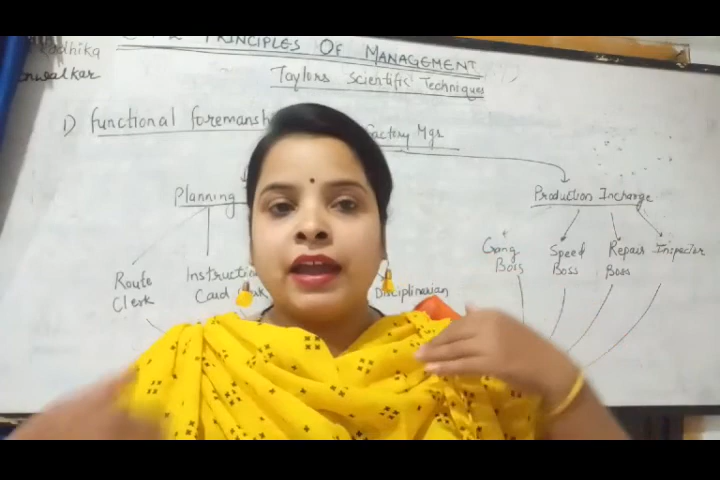 PRINCIPLES OF MANAGEMENT
Taylors Scientific Techniques
1) functional foremansh
Factory Mgr
Planning
Production Incharge
Route Clerk
Instruction Card
Disciplinarian
Gang Boss
Speed Boss
Repair Boss
Inspector